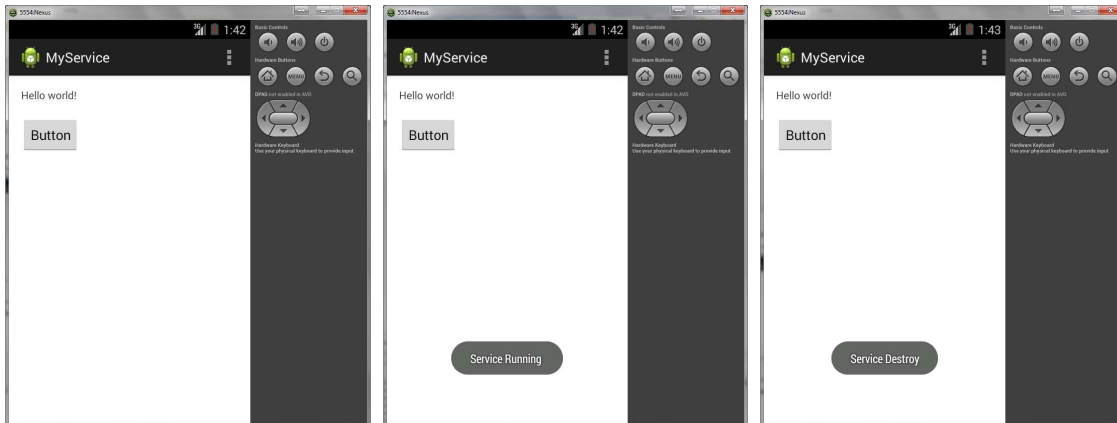 5554:Nexus
3G 1:42
MyService
Hello world!
Button
Basic Controls
Hardware Buttons
MENU
DPAD not enabled in AVD
Hardware Keyboard
Use your physical keyboard to provide input
5554:Nexus
3G 1:42
MyService
Hello world!
Button
Service Running
Basic Controls
Hardware Buttons
MENU
DPAD not enabled in AVD
Hardware Keyboard
Use your physical keyboard to provide input
5554:Nexus
3G 1:43
MyService
Hello world!
Button
Service Destroy
Basic Controls
Hardware Buttons
MENU
DPAD not enabled in AVD
Hardware Keyboard
Use your physical keyboard to provide input